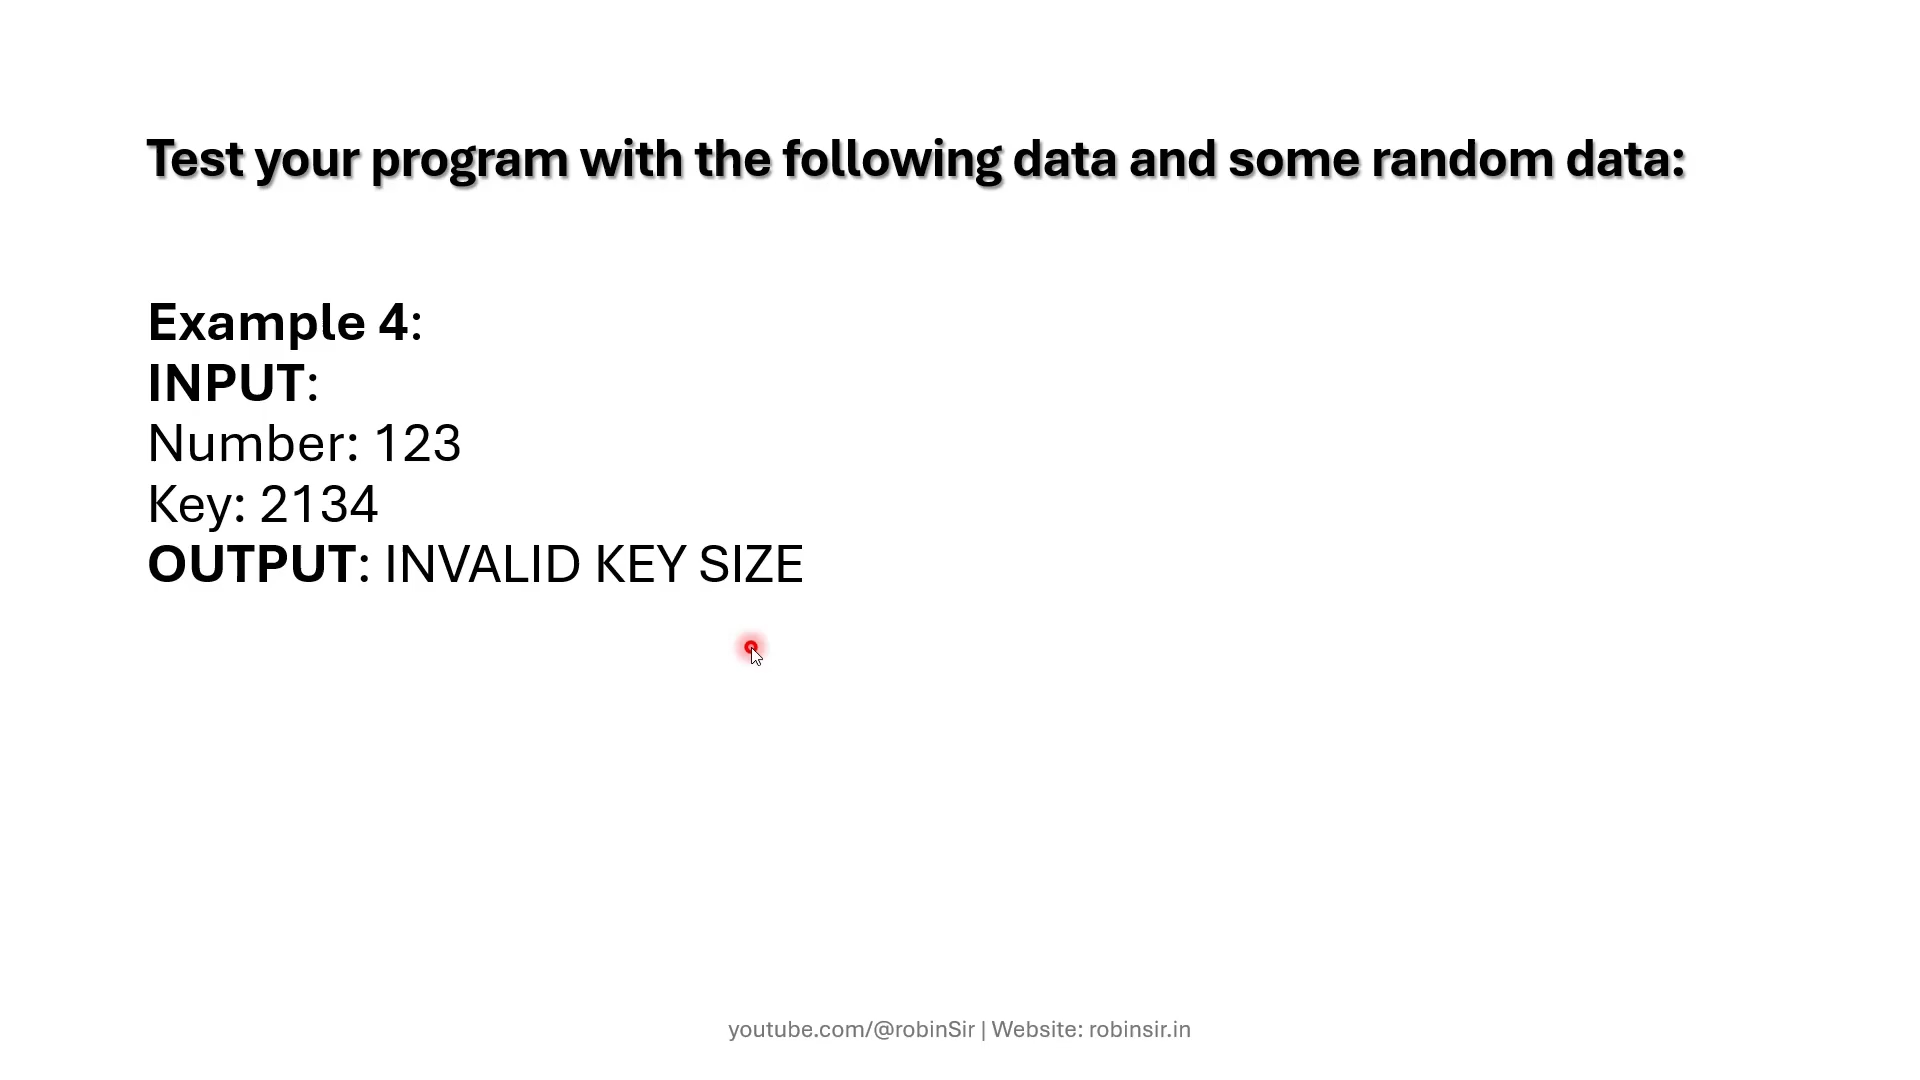 Test your program with the following data and some random data:
Example 4:
INPUT:
Number: 123
Key: 2134
OUTPUT: INVALID KEY SIZE
youtube.com/@robinSir | Website: robinsir.in